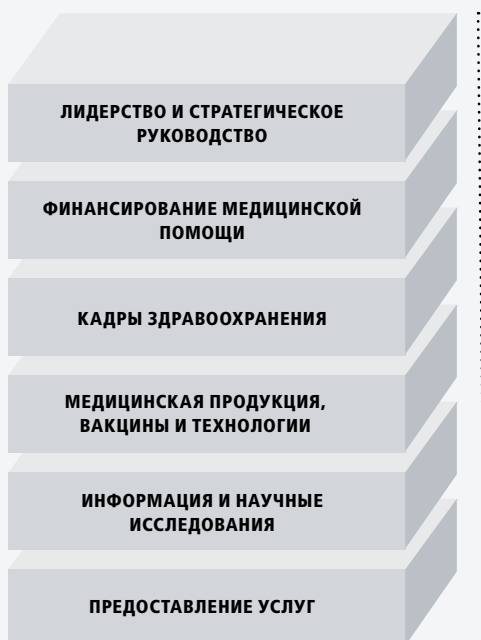 ЛИДЕРСТВО И СТРАТЕГИЧЕСКОЕ
РУКОВОДСТВО
ФИНАНСИРОВАНИЕ МЕДИЦИНСКОЙ
ПОМОЩИ
КАДРЫ ЗДРАВООХРАНЕНИЯ
МЕДИЦИНСКАЯ ПРОДУКЦИЯ,
ВАКЦИНЫ И ТЕХНОЛОГИИ
ИНФОРМАЦИЯ И НАУЧНЫЕ
ИССЛЕДОВАНИЯ
ПРЕДОСТАВЛЕНИЕ УСЛУГ